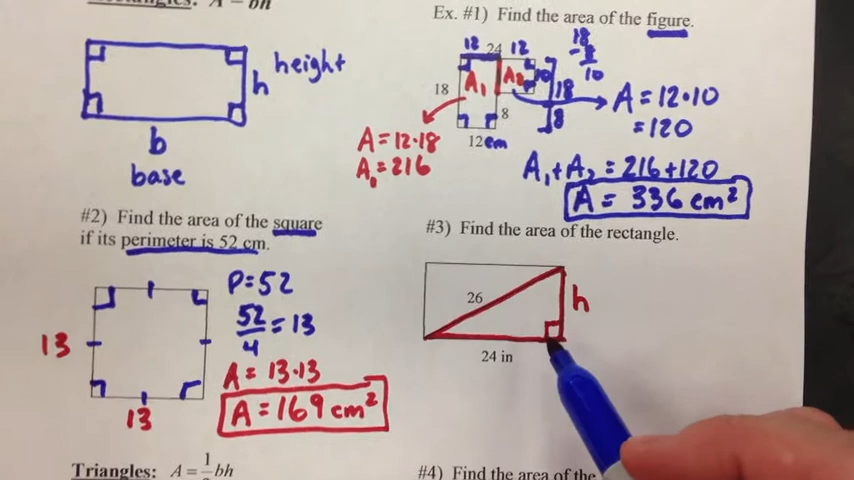 Rectangles: A = bh
h height
b
base
Ex. #1) Find the area of the figure.
12 24 12
18
-8
10
18 A₁ A₂ 10 18
8 8
12cm
A = 12·10
= 120
A = 12·18
A₁ = 216
A₁+A₂ = 216+120
A = 336 cm²
#2) Find the area of the square
if its perimeter is 52 cm.
P = 52
52/4 = 13
13
13
A = 13·13
A = 169 cm²
#3) Find the area of the rectangle.
26 h
24 in
Triangles: A = 1/2 bh
#4) Find the area of the